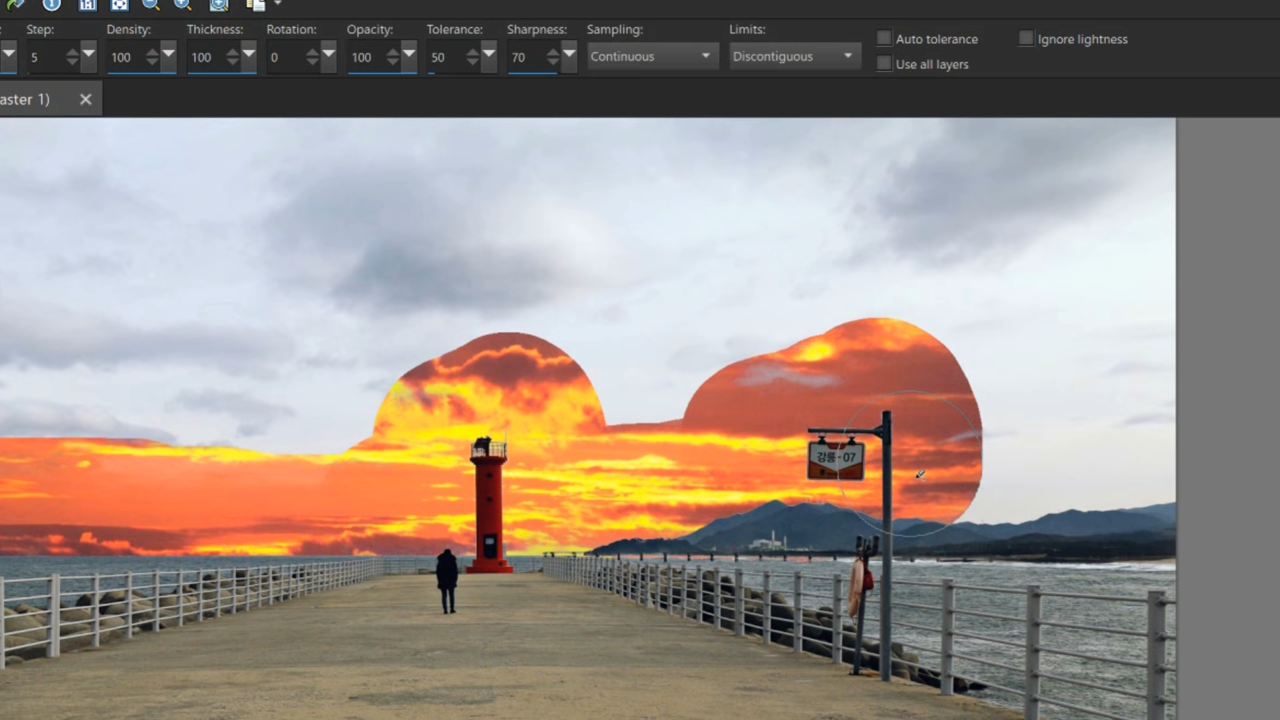 Step:
Density:
Thickness:
Rotation:
Opacity:
Tolerance:
Sharpness:
Sampling:
Limits:
5
100
100
0
100
50
70
Continuous
Discontiguous
Auto tolerance
Use all layers
Ignore lightness
aster 1)
강릉-07